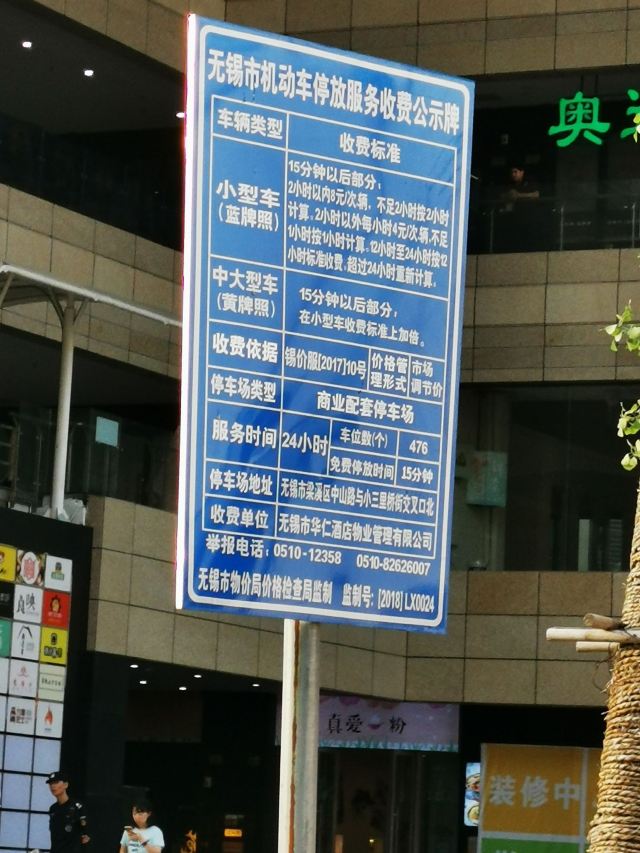 无锡市机动车停放服务收费公示牌
车辆类型 收费标准
小型车
(蓝牌照)
15分钟以后部分:
2小时以内8元/次.辆,不足2小时按2小时
计算。2小时以外每小时4元/次.辆,不足
1小时按1小时计算。12小时至24小时按12
小时标准收费,超过24小时重新计算。
中大型车
(黄牌照)
15分钟以后部分:
在小型车收费标准上加倍。
收费依据 锡价服[2017]10号 价格管理形式 市场调节价
停车场类型 商业配套停车场
服务时间 24小时 车位数(个) 476
免费停放时间 15分钟
停车场地址 无锡市梁溪区中山路与小三里桥街交叉口北
收费单位 无锡市华仁酒店物业管理有限公司
举报电话:0510-12358 0510-82626007
无锡市物价局价格检查局监制 监制号:[2018]LX0024
奥
真爱 粉
装修中